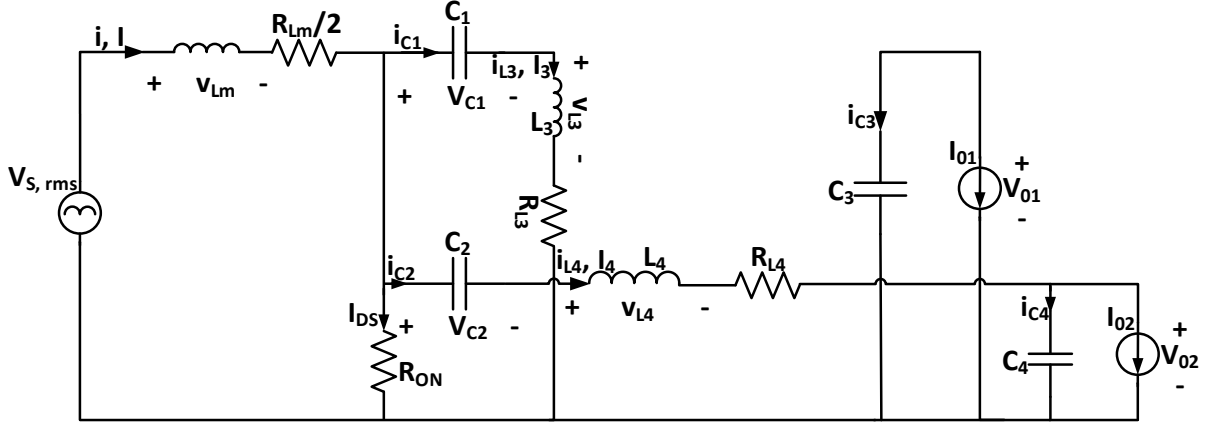 i, I
R_Lm/2
+ v_Lm -
V_S, rms
i_C1
C_1
+ V_C1 -
i_L3, I_3
+
v_L3
L_3
-
R_L3
i_C2
C_2
+ V_C2 -
i_L4, I_4
L_4
+ v_L4 -
R_L4
I_DS
+
R_ON
i_C3
C_3
I_01
+
V_01
-
i_C4
C_4
I_02
+
V_02
-